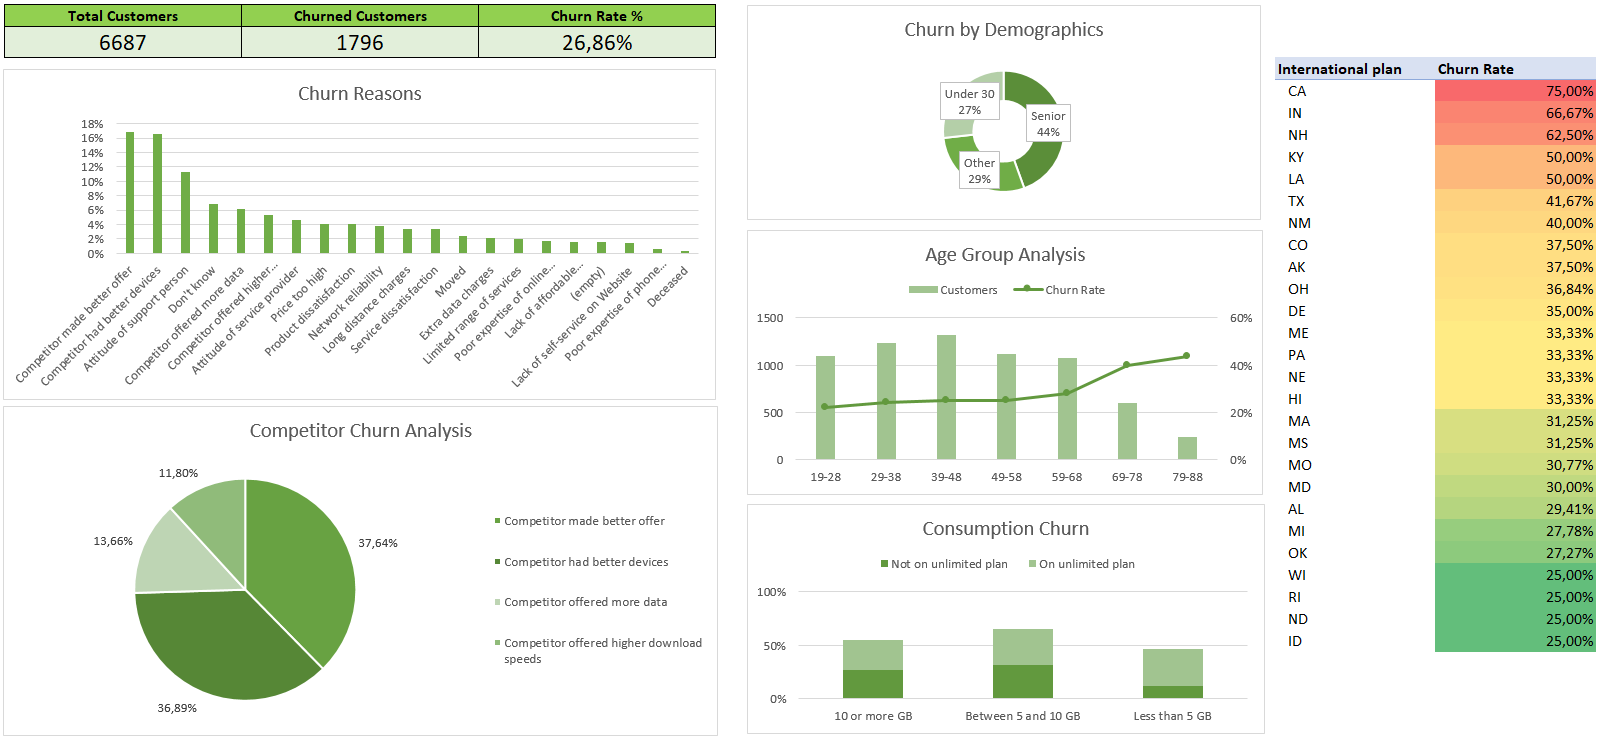 Total Customers Churned Customers Churn Rate %
6687 1796 26,86%
Churn Reasons
18%
16%
14%
12%
10%
8%
6%
4%
2%
0%
Competitor made better offer
Competitor had better devices
Attitude of support person
Don't know
Competitor offered more data
Competitor offered higher...
Attitude of service provider
Price too high
Product dissatisfaction
Network reliability
Long distance charges
Service dissatisfaction
Moved
Extra data charges
Limited range of services
Poor expertise of online...
Lack of affordable...
(empty)
Lack of self-service on Website
Poor expertise of phone...
Deceased
Competitor Churn Analysis
11,80%
13,66%
37,64%
36,89%
Competitor made better offer
Competitor had better devices
Competitor offered more data
Competitor offered higher download
speeds
Churn by Demographics
Under 30
27%
Senior
44%
Other
29%
Age Group Analysis
Customers Churn Rate
1500 60%
1000 40%
500 20%
0 0%
19-28 29-38 39-48 49-58 59-68 69-78 79-88
Consumption Churn
Not on unlimited plan On unlimited plan
100%
50%
0%
10 or more GB Between 5 and 10 GB Less than 5 GB
International plan Churn Rate
CA 75,00%
IN 66,67%
NH 62,50%
KY 50,00%
LA 50,00%
TX 41,67%
NM 40,00%
CO 37,50%
AK 37,50%
OH 36,84%
DE 35,00%
ME 33,33%
PA 33,33%
NE 33,33%
HI 33,33%
MA 31,25%
MS 31,25%
MO 30,77%
MD 30,00%
AL 29,41%
MI 27,78%
OK 27,27%
WI 25,00%
RI 25,00%
ND 25,00%
ID 25,00%